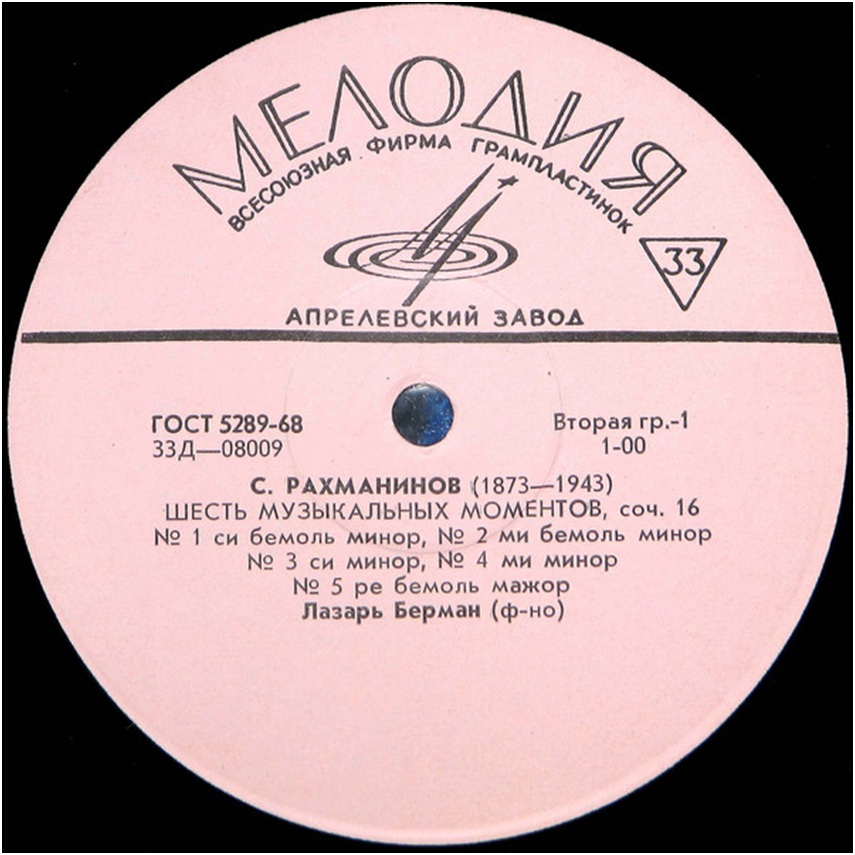 МЕЛОДИЯ
ВСЕСОЮЗНАЯ ФИРМА ГРАМПЛАСТИНОК
33
АПРЕЛЕВСКИЙ ЗАВОД
ГОСТ 5289-68
Вторая гр.-1
33Д—08009
1-00
С. РАХМАНИНОВ (1873—1943)
ШЕСТЬ МУЗЫКАЛЬНЫХ МОМЕНТОВ, соч. 16
№ 1 си бемоль минор, № 2 ми бемоль минор
№ 3 си минор, № 4 ми минор
№ 5 ре бемоль мажор
Лазарь Берман (ф-но)